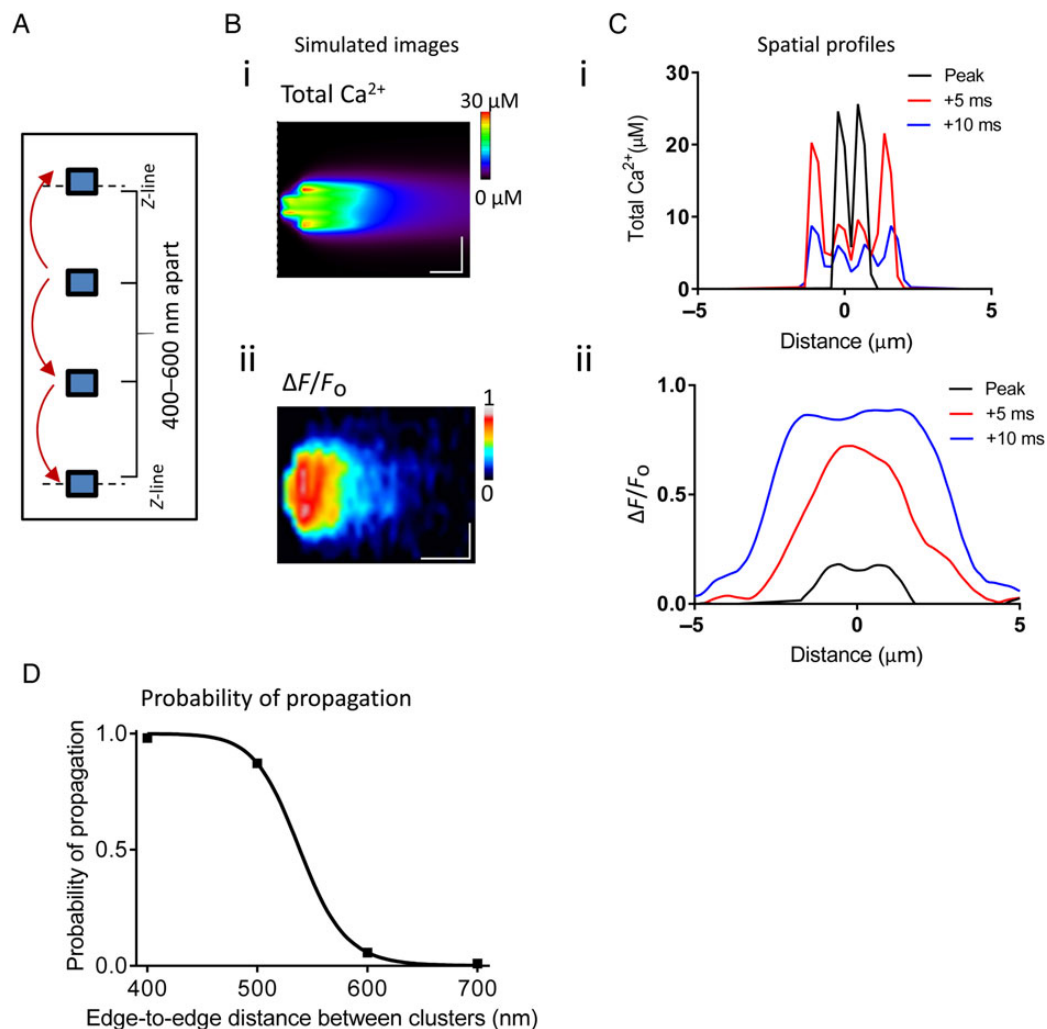 A
Z-line
400–600 nm apart
Z-line
B
Simulated images
i
Total Ca²⁺
30 µM
0 µM
ii
ΔF/Fo
1
0
C
Spatial profiles
i
Total Ca²⁺(µM)
30
20
10
0
Peak
+5 ms
+10 ms
–5
0
5
Distance (µm)
ii
ΔF/Fo
1.0
0.5
0.0
Peak
+5 ms
+10 ms
–5
0
5
Distance (µm)
D
Probability of propagation
Probability of propagation
1.0
0.5
0.0
400
500
600
700
Edge-to-edge distance between clusters (nm)